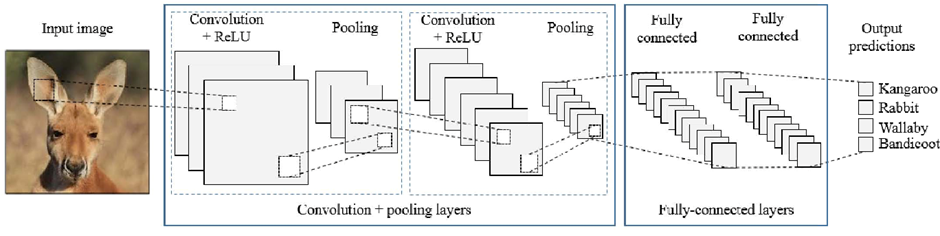 Input image
Convolution
+ ReLU
Pooling
Convolution
+ ReLU
Pooling
Convolution + pooling layers
Fully
connected
Fully
connected
Fully-connected layers
Output
predictions
Kangaroo
Rabbit
Wallaby
Bandicoot